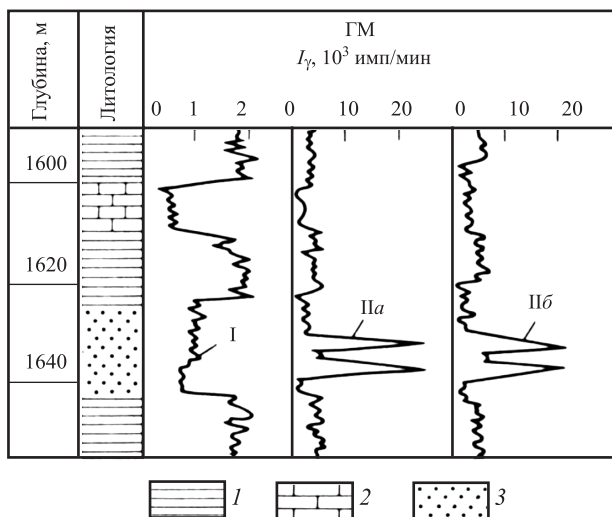 Глубина, м
Литология
ГМ
Iγ, 10³ имп/мин
0 1 2 0 10 20 0 10 20
1600
1620
IIа IIб
I
1640
1 2 3